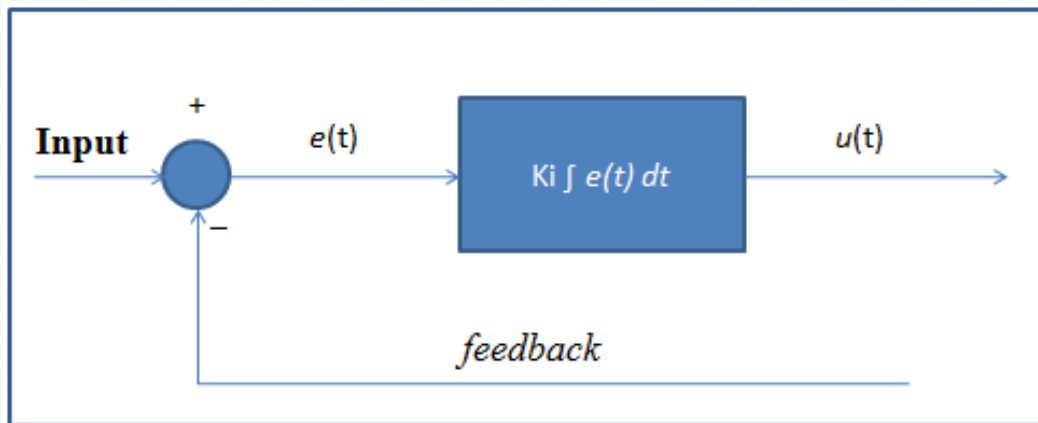 +
Input
e(t)
Ki ∫ e(t) dt
u(t)
–
feedback